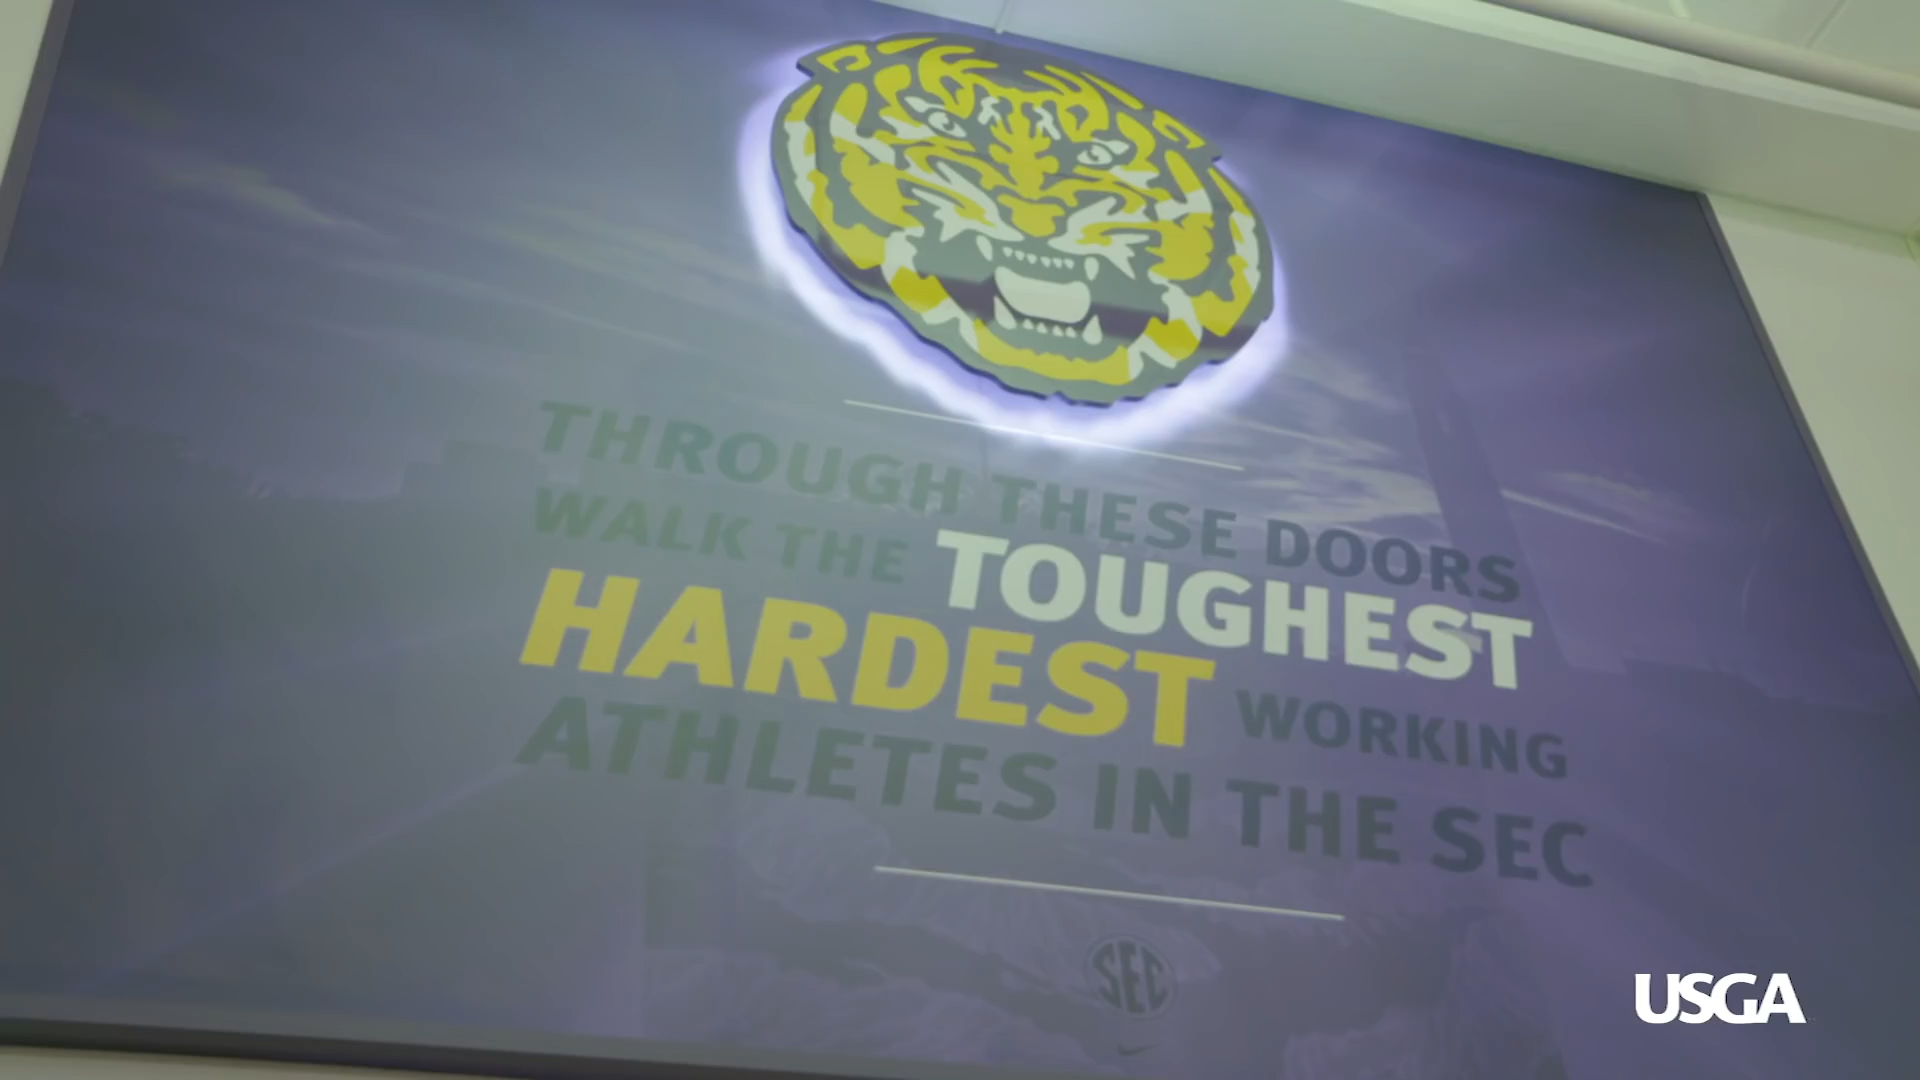 THROUGH THESE DOORS
WALK THE TOUGHEST
HARDEST WORKING
ATHLETES IN THE SEC
SEC
USGA